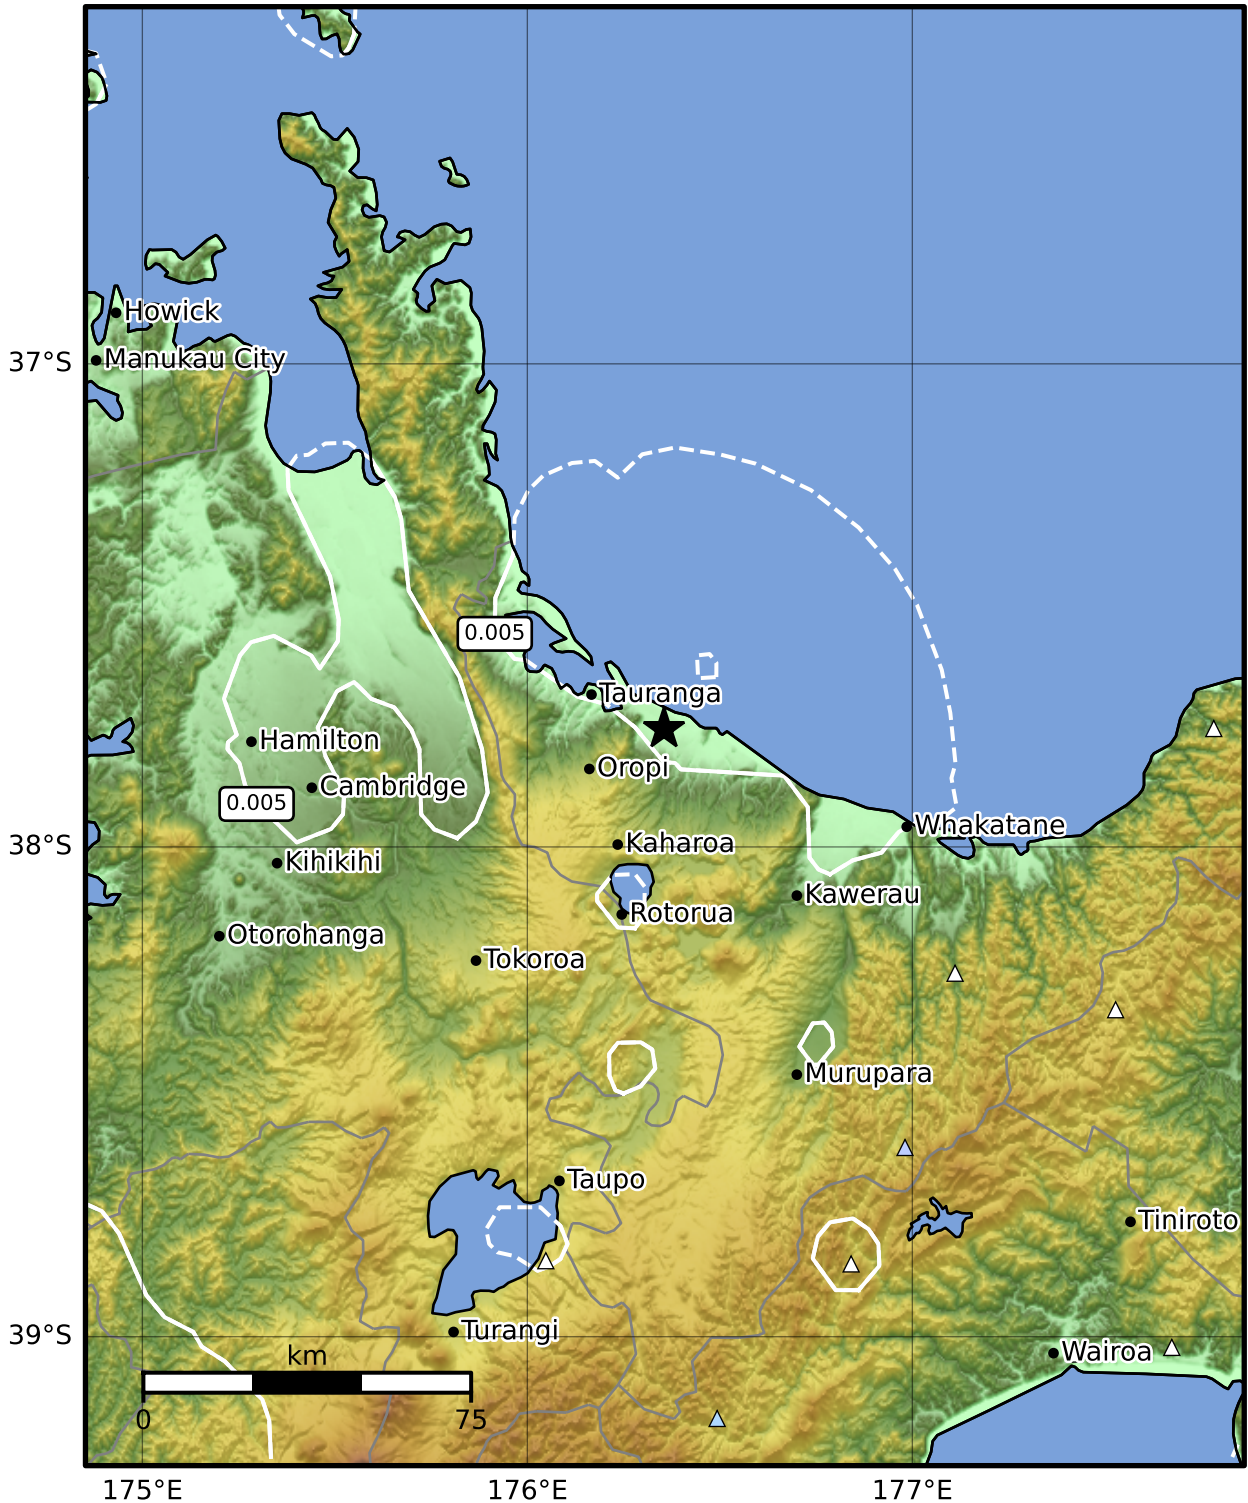 Howick
37°S
Manukau City
0.005
Tauranga
Hamilton
Oropi
Cambridge
0.005
Whakatane
38°S
Kaharoa
Kihikihi
Kawerau
Rotorua
Otorohanga
Tokoroa
Murupara
Taupo
Tiniroto
39°S
Turangi
Wairoa
km
0 75
175°E 176°E 177°E